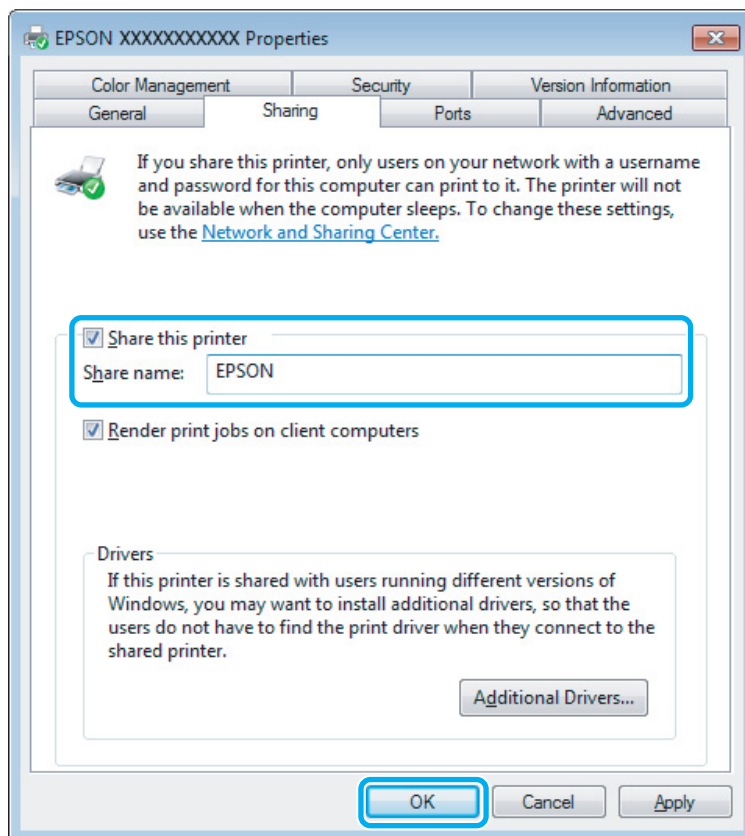 EPSON XXXXXXXXXXX Properties
Color Management Security Version Information
General Sharing Ports Advanced
If you share this printer, only users on your network with a username
and password for this computer can print to it. The printer will not
be available when the computer sleeps. To change these settings,
use the Network and Sharing Center.
Share this printer
Share name: EPSON
Render print jobs on client computers
Drivers
If this printer is shared with users running different versions of
Windows, you may want to install additional drivers, so that the
users do not have to find the print driver when they connect to the
shared printer.
Additional Drivers...
OK Cancel Apply